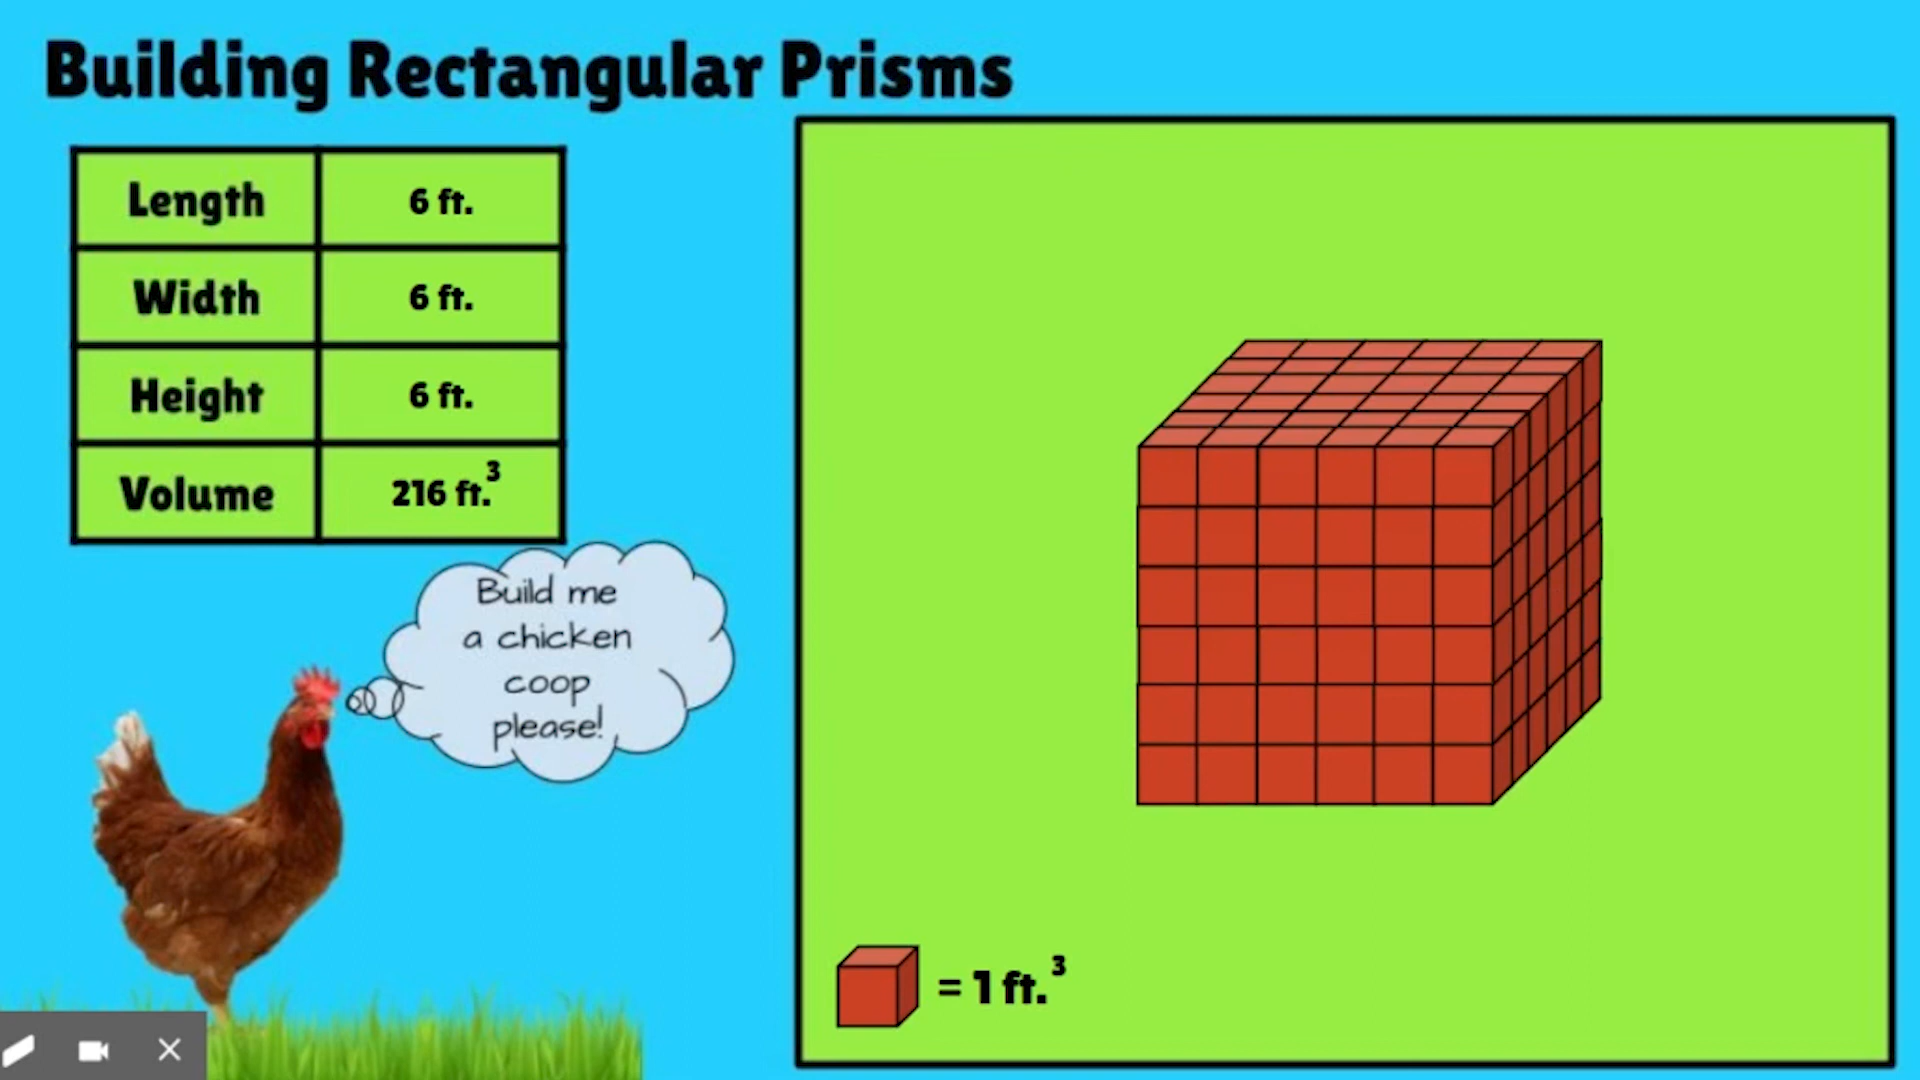 Building Rectangular Prisms
Length 6 ft.
Width 6 ft.
Height 6 ft.
Volume 216 ft.³
Build me
a chicken
coop
please!
= 1 ft.³